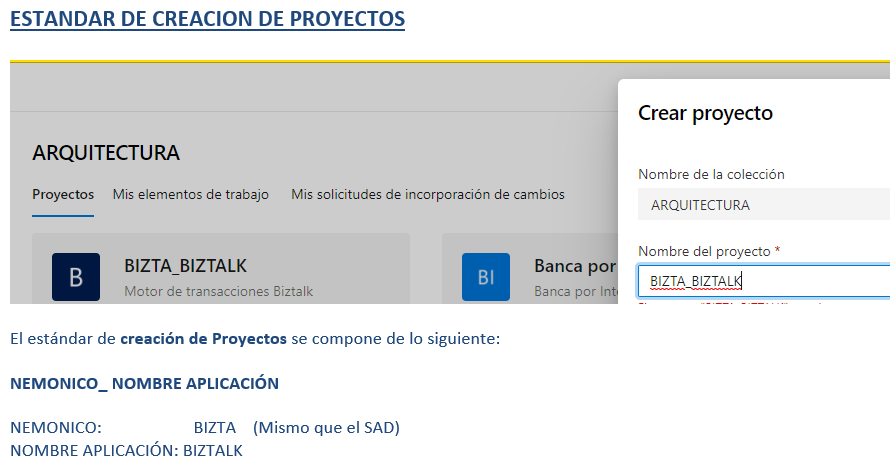 ESTANDAR DE CREACION DE PROYECTOS
Crear proyecto
ARQUITECTURA
Nombre de la colección
Proyectos Mis elementos de trabajo Mis solicitudes de incorporación de cambios
ARQUITECTURA
Nombre del proyecto *
B BIZTA_BIZTALK
Motor de transacciones Biztalk
BI Banca por
Banca por Int
BIZTA_BIZTALK
El estándar de creación de Proyectos se compone de lo siguiente:
NEMONICO_ NOMBRE APLICACIÓN
NEMONICO: BIZTA (Mismo que el SAD)
NOMBRE APLICACIÓN: BIZTALK